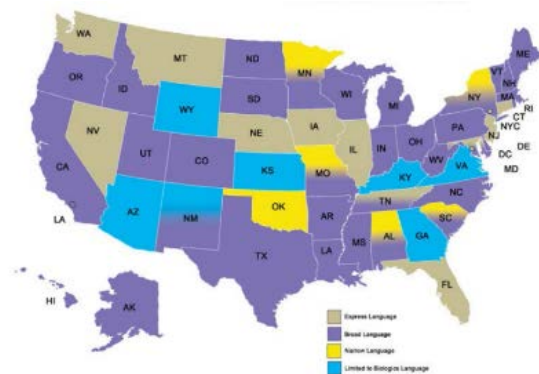 WA
MT
ND
MN
ME
VT
NH
OR
ID
WY
SD
WI
MI
NY
MA
RI
CT
NYC
NV
UT
CO
NE
IA
IL
IN
OH
PA
NJ
DE
DC
MD
WV
VA
CA
KS
MO
KY
LA
AZ
NM
OK
AR
TN
NC
SC
TX
LA
MS
AL
GA
FL
HI
AK
Express Language
Broad Language
Narrow Language
Limited to Biologics Language